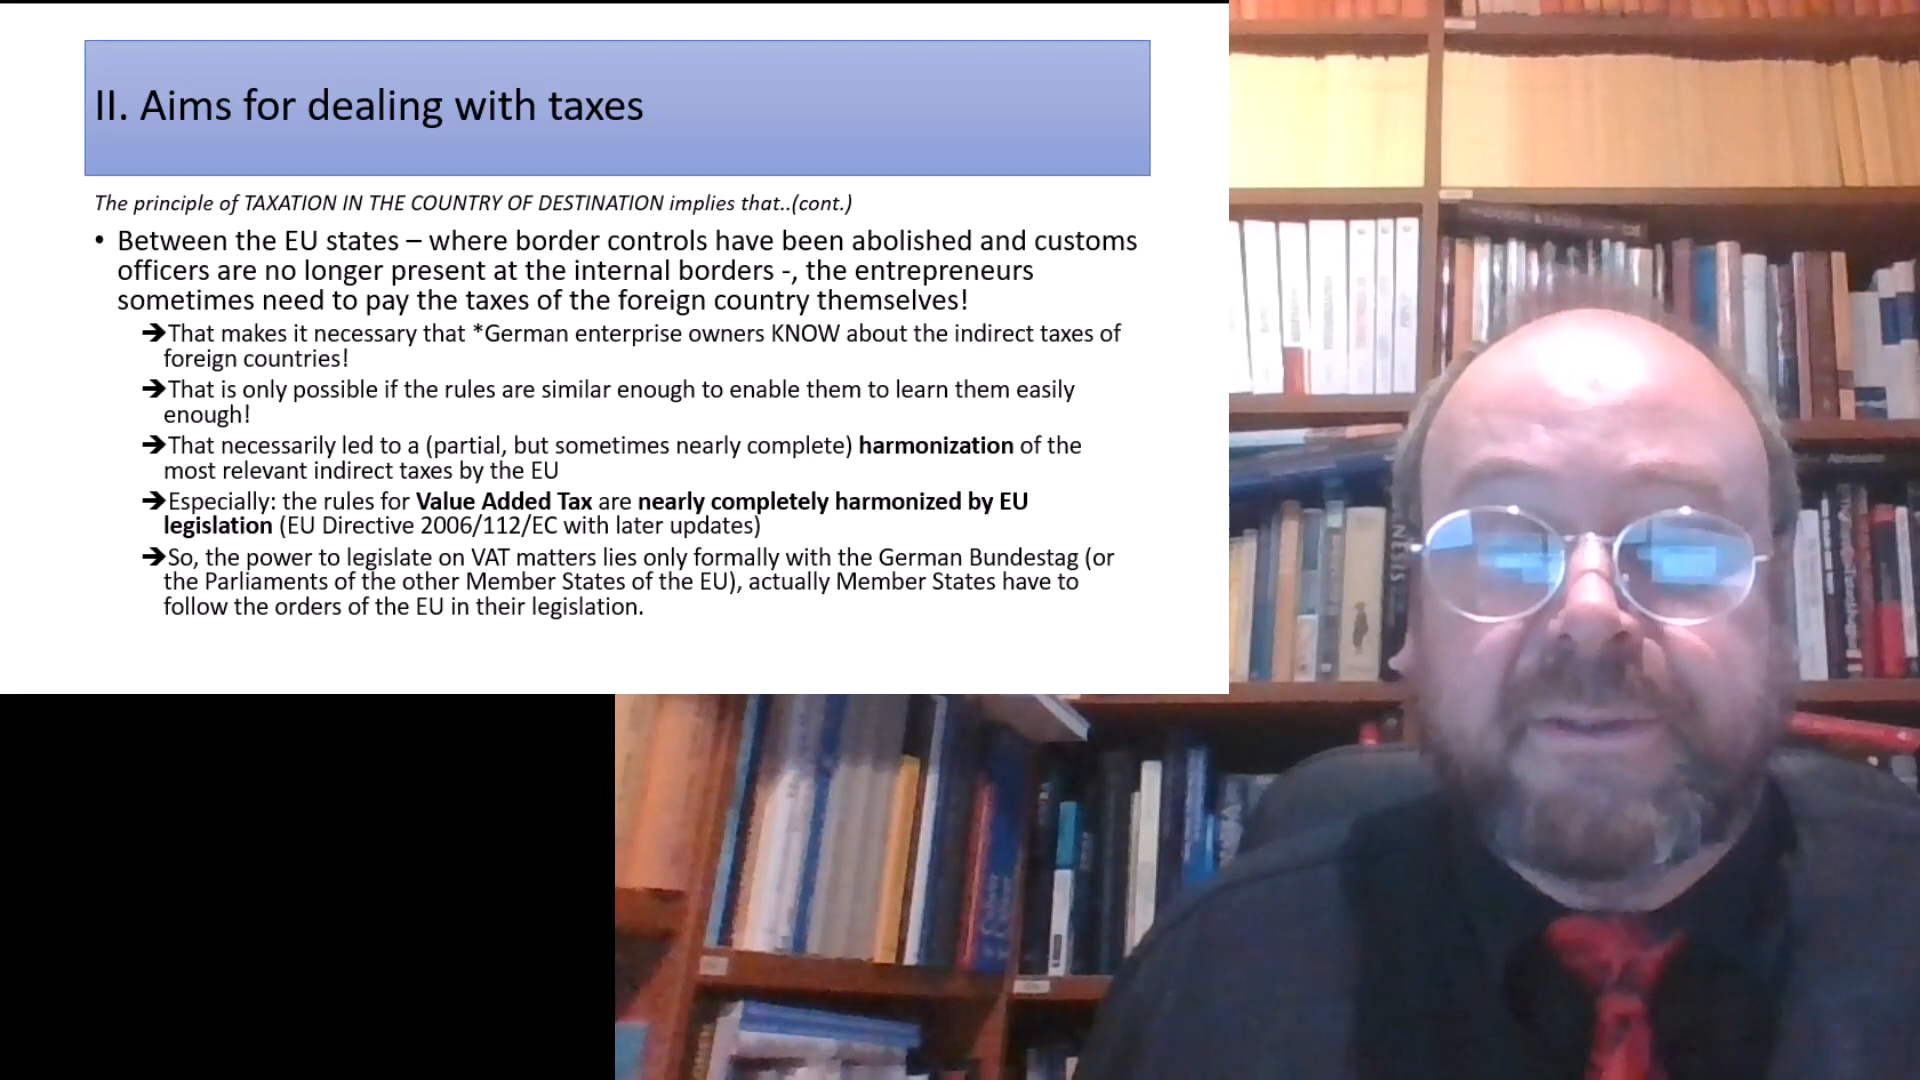 II. Aims for dealing with taxes
The principle of TAXATION IN THE COUNTRY OF DESTINATION implies that..(cont.)
• Between the EU states – where border controls have been abolished and customs
officers are no longer present at the internal borders -, the entrepreneurs
sometimes need to pay the taxes of the foreign country themselves!
➔That makes it necessary that *German enterprise owners KNOW about the indirect taxes of
foreign countries!
➔That is only possible if the rules are similar enough to enable them to learn them easily
enough!
➔That necessarily led to a (partial, but sometimes nearly complete) harmonization of the
most relevant indirect taxes by the EU
➔Especially: the rules for Value Added Tax are nearly completely harmonized by EU
legislation (EU Directive 2006/112/EC with later updates)
➔So, the power to legislate on VAT matters lies only formally with the German Bundestag (or
the Parliaments of the other Member States of the EU), actually Member States have to
follow the orders of the EU in their legislation.